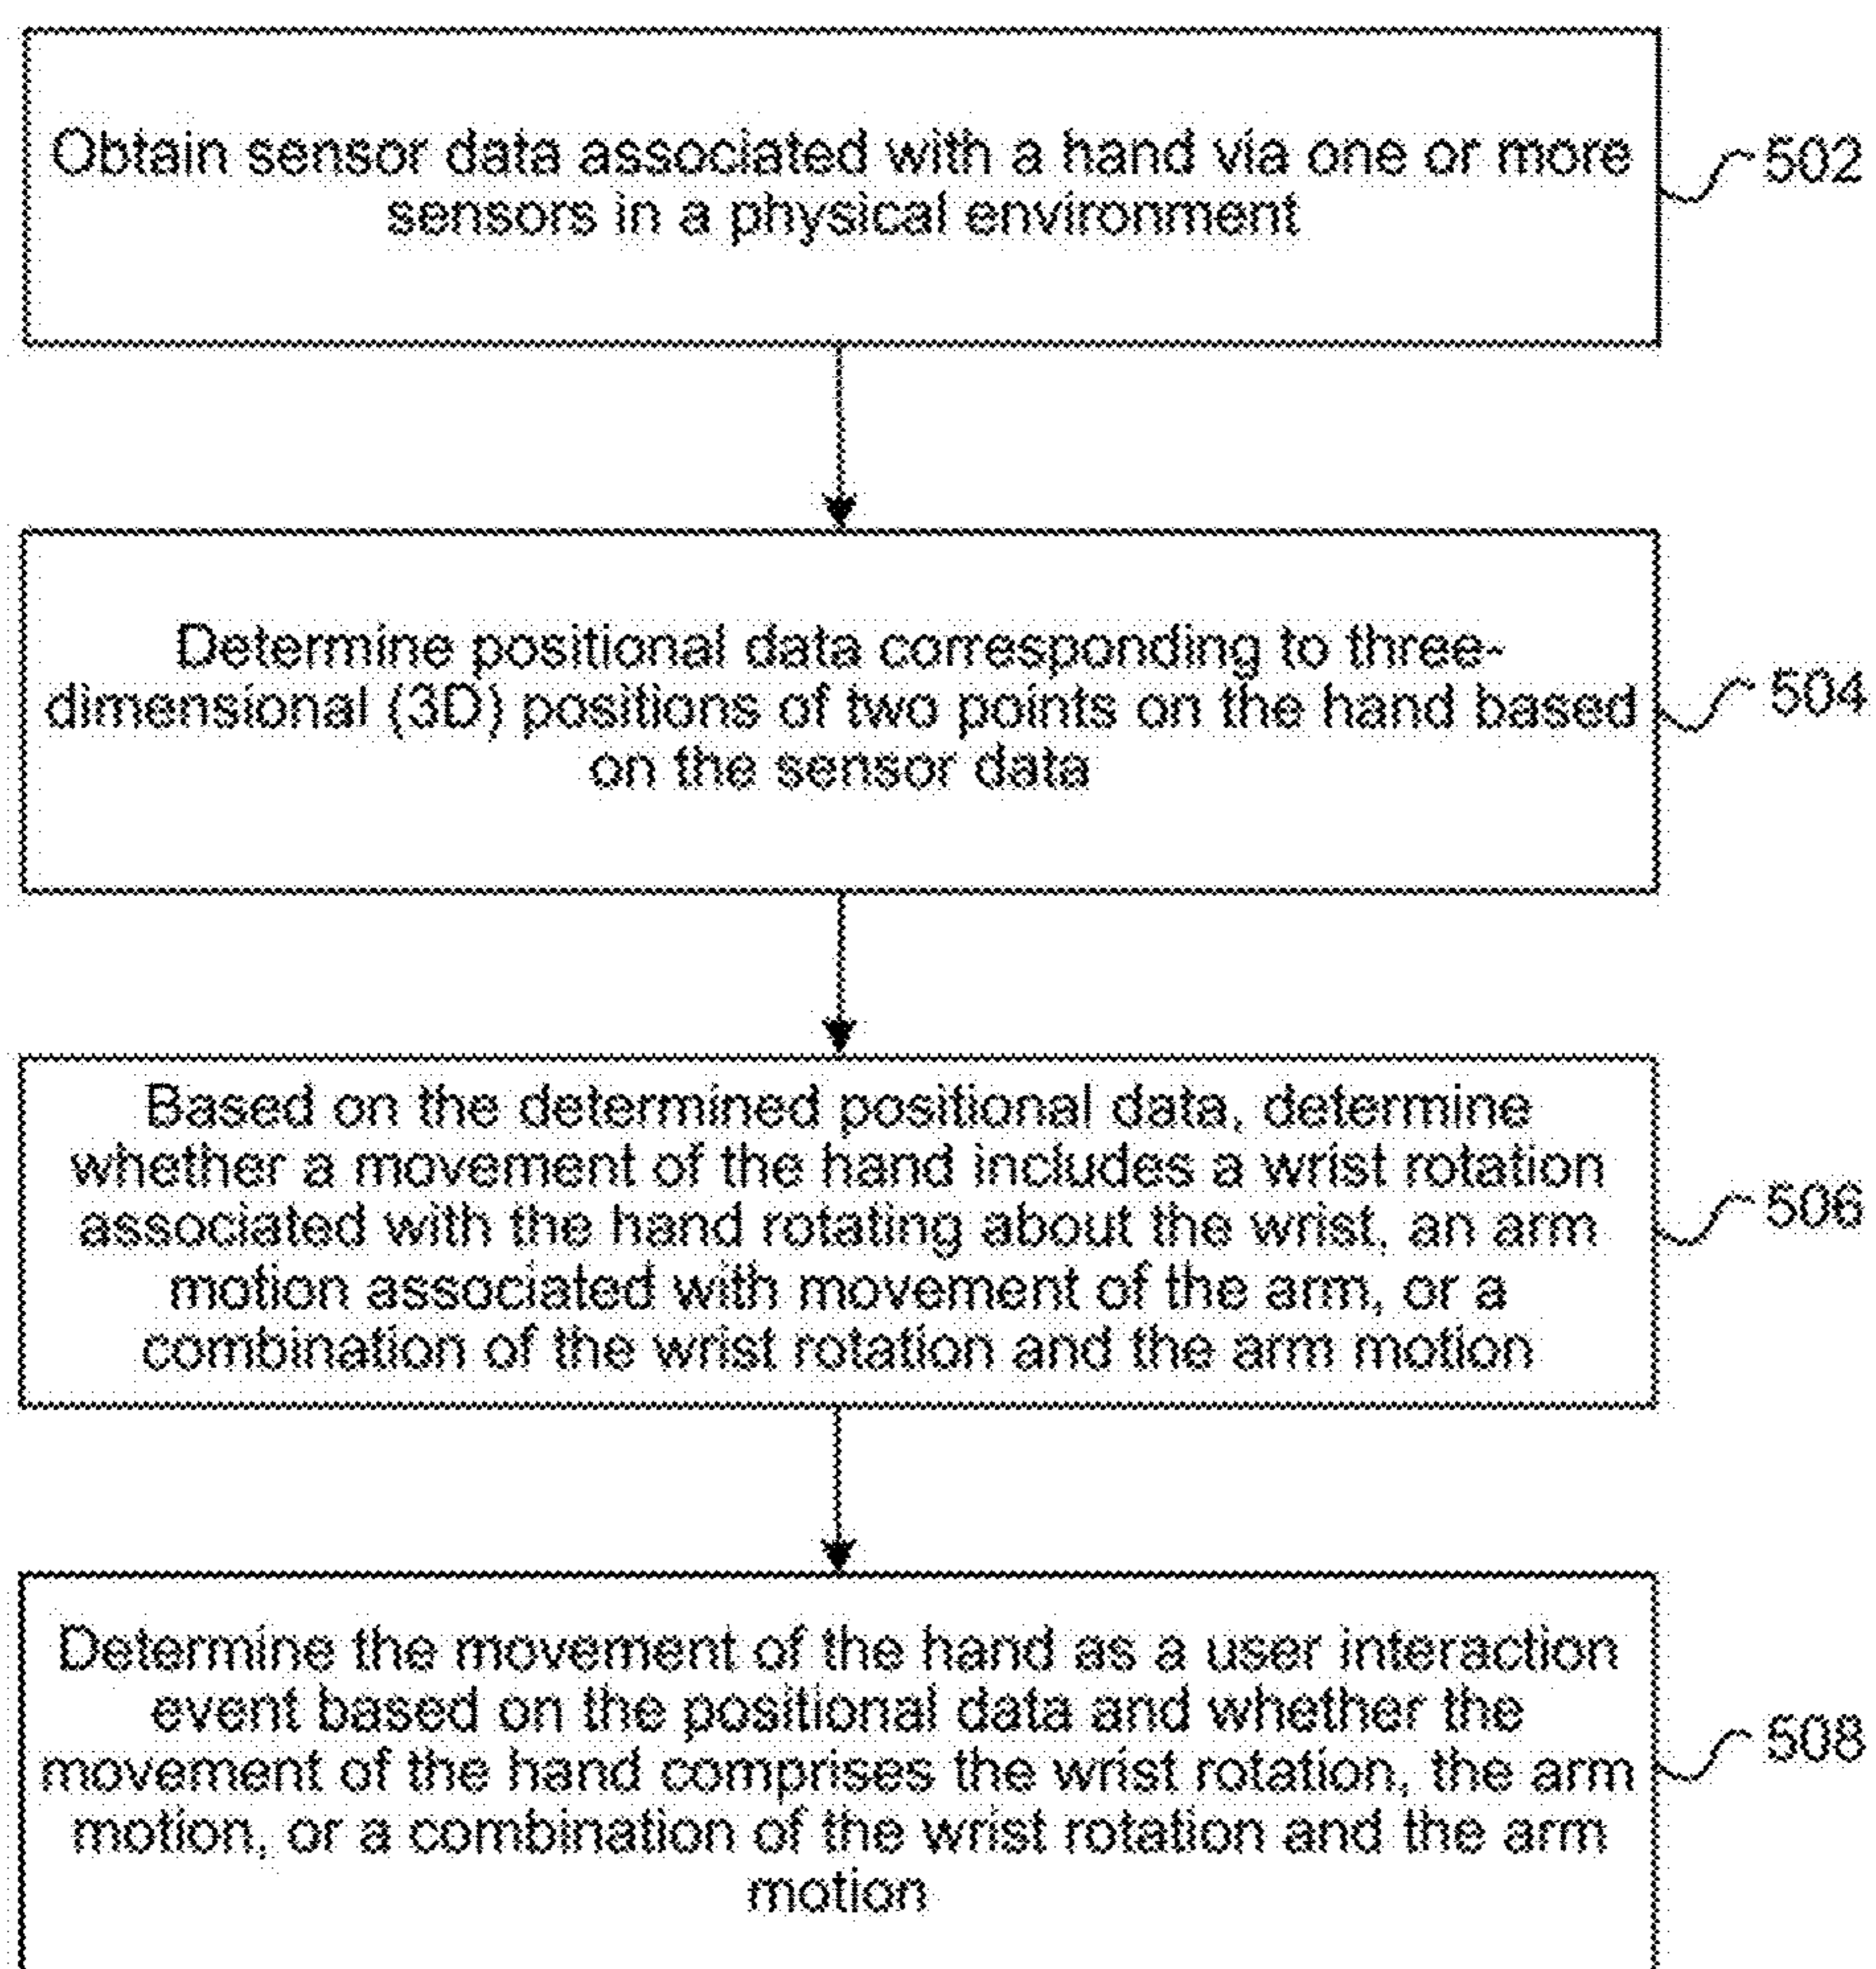 Obtain sensor data associated with a hand via one or more
sensors in a physical environment
502
Determine positional data corresponding to three-
dimensional (3D) positions of two points on the hand based
on the sensor data
504
Based on the determined positional data, determine
whether a movement of the hand includes a wrist rotation
associated with the hand rotating about the wrist, an arm
motion associated with movement of the arm, or a
combination of the wrist rotation and the arm motion
506
Determine the movement of the hand as a user interaction
event based on the positional data and whether the
movement of the hand comprises the wrist rotation, the arm
motion, or a combination of the wrist rotation and the arm
motion
508